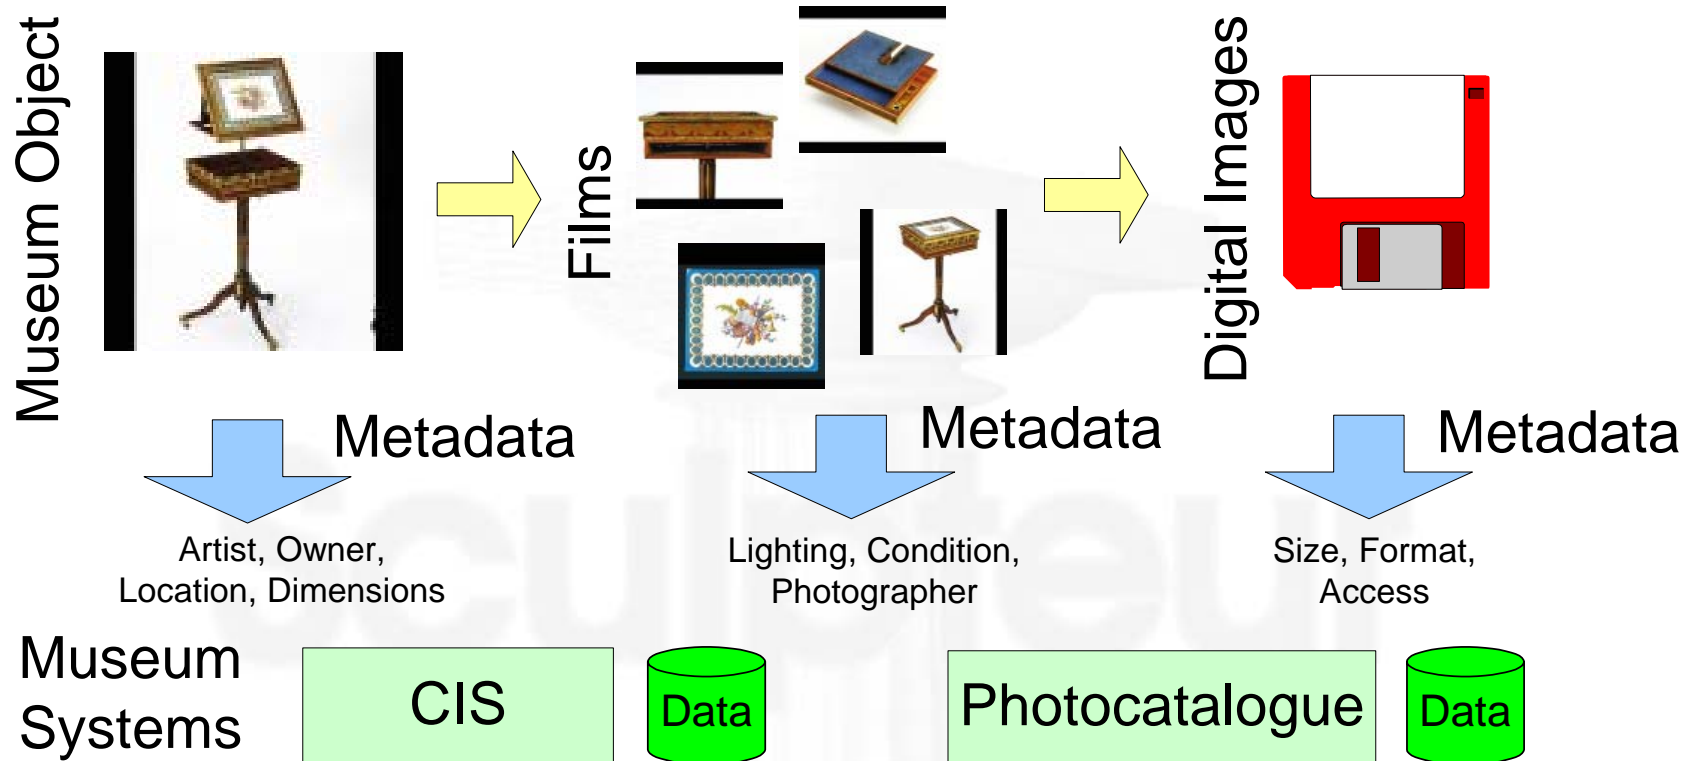 Museum Object
Films
Digital Images
Metadata
Metadata
Metadata
Artist, Owner,
Location, Dimensions
Lighting, Condition,
Photographer
Size, Format,
Access
Museum
Systems
CIS
Data
Photocatalogue
Data
sculpteur